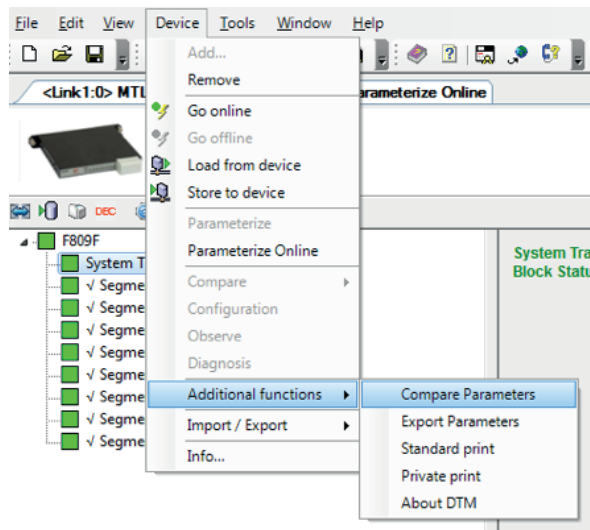 File Edit View Device Tools Window Help
<Link1:0> MTL
arameterize Online
Add...
Remove
Go online
Go offline
Load from device
Store to device
Parameterize
Parameterize Online
Compare
Configuration
Observe
Diagnosis
Additional functions
Import / Export
Info...
Compare Parameters
Export Parameters
Standard print
Private print
About DTM
DEC
F809F
System T
√ Segme
√ Segme
√ Segme
√ Segme
√ Segme
√ Segme
√ Segme
√ Segme
System Tra
Block Statu